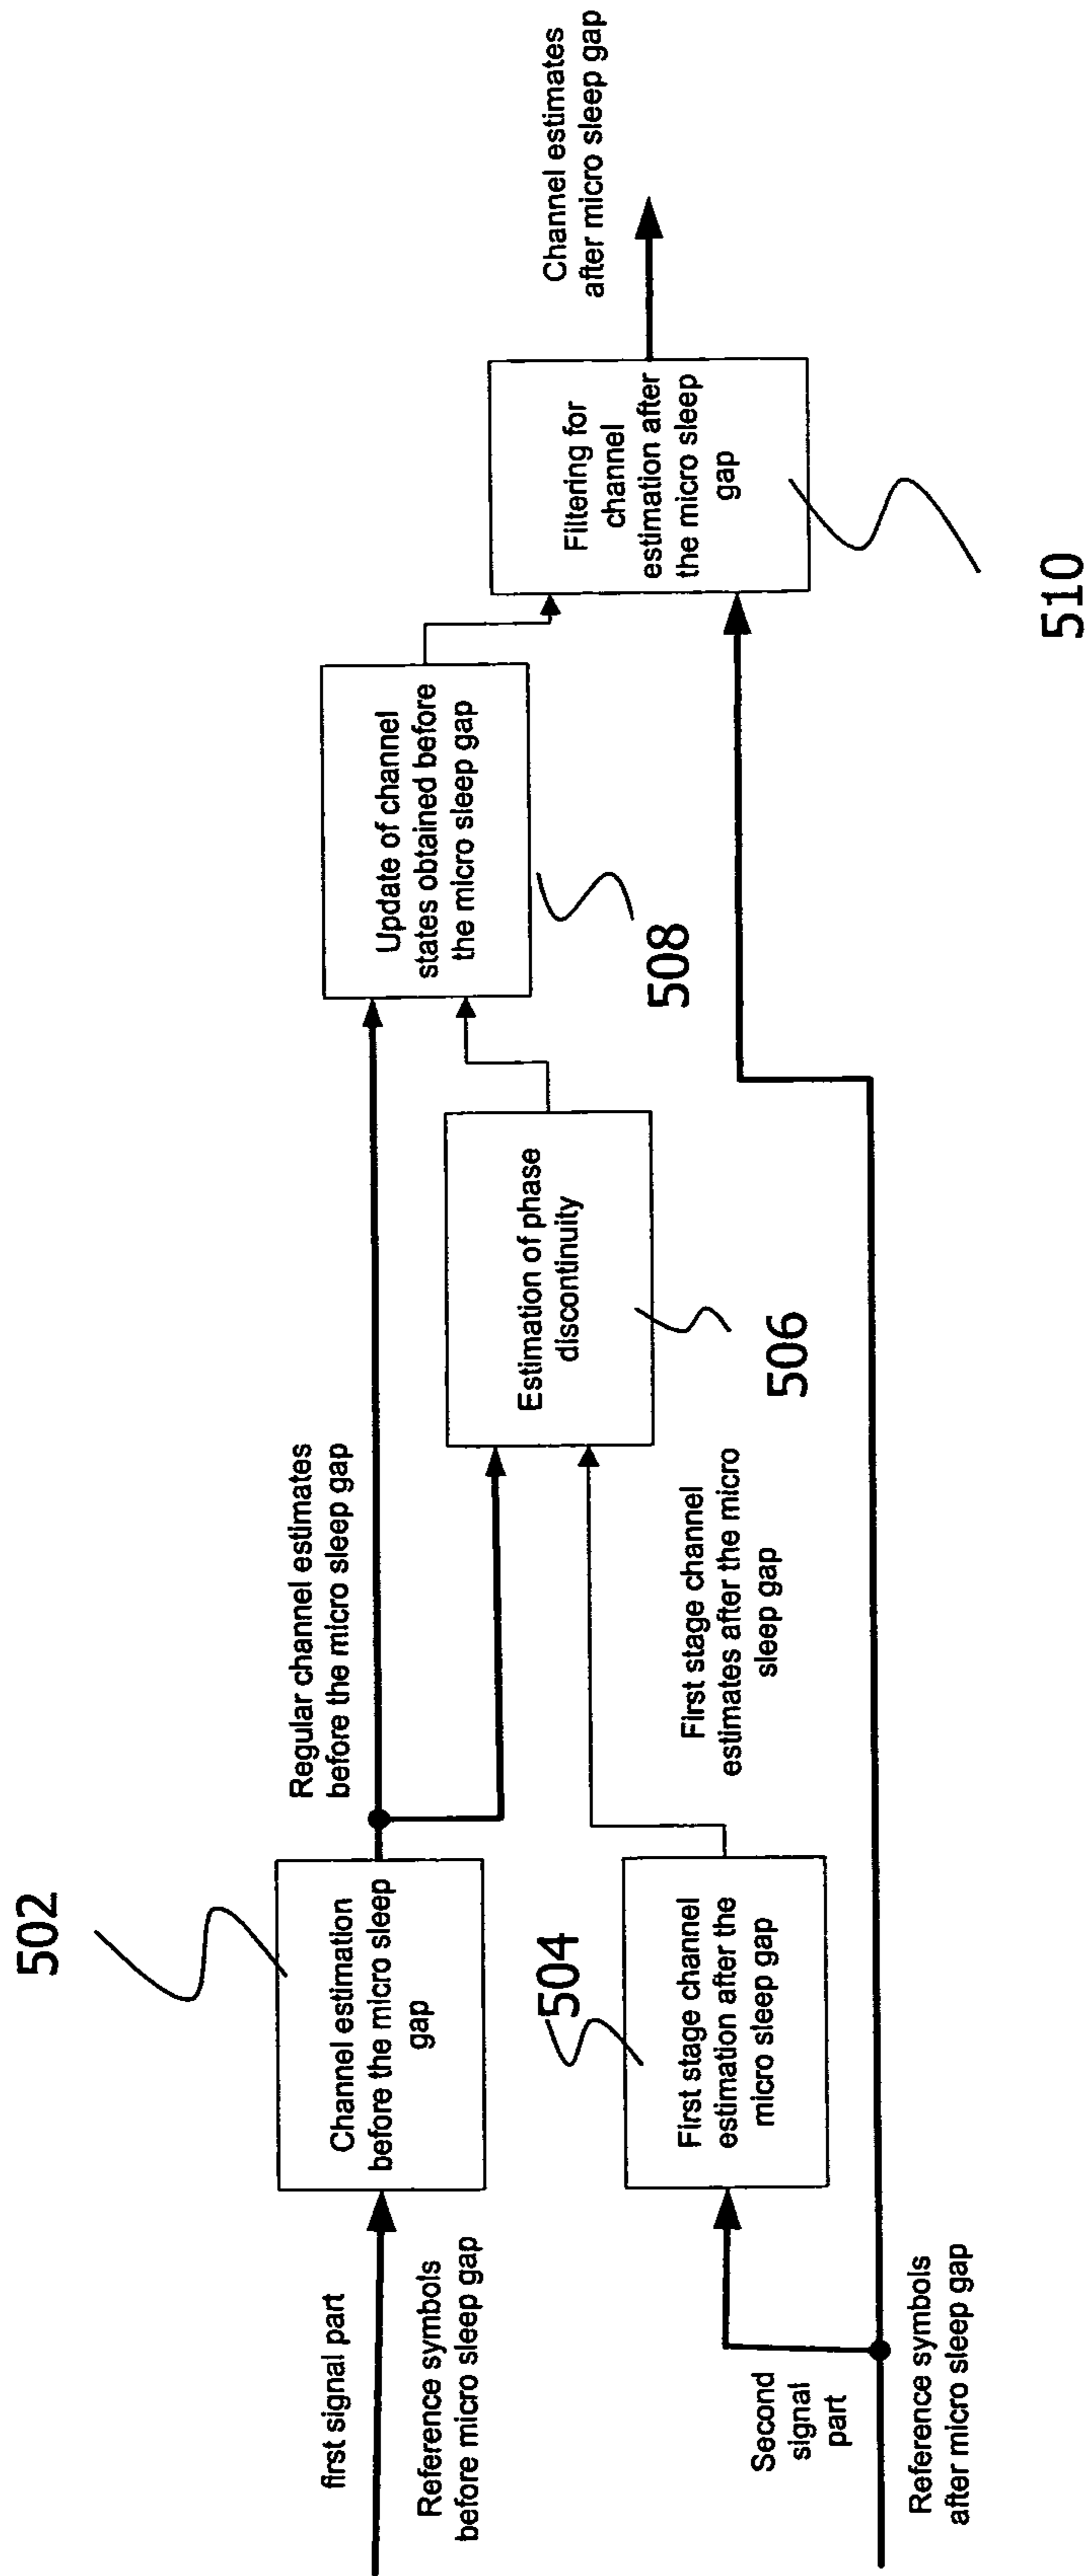 502
first signal part
Reference symbols
before micro sleep gap
Channel estimation
before the micro sleep
gap
Regular channel estimates
before the micro sleep gap
504
First stage channel
estimation after the
micro sleep gap
Second
signal
part
Reference symbols
after micro sleep gap
First stage channel
estimates after the micro
sleep gap
Estimation of phase
discontinuity
506
Update of channel
states obtained before
the micro sleep gap
508
Filtering for
channel
estimation after
the micro sleep
gap
510
Channel estimates
after micro sleep gap